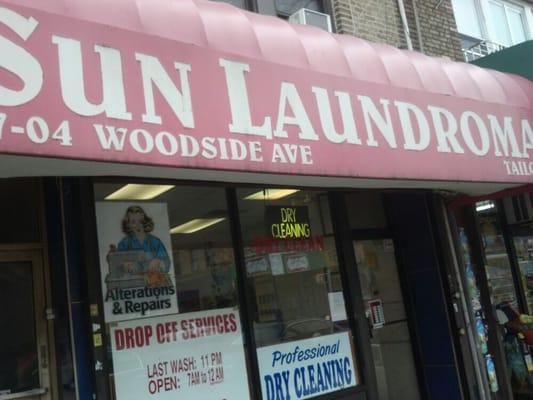 Sun Laundroma
7-04 Woodside Ave
Tailo
DRY
CLEANING
Alterations
& Repairs
DROP OFF SERVICES
LAST WASH: 11 PM
OPEN: 7AM to 12 AM
Professional
DRY CLEANING